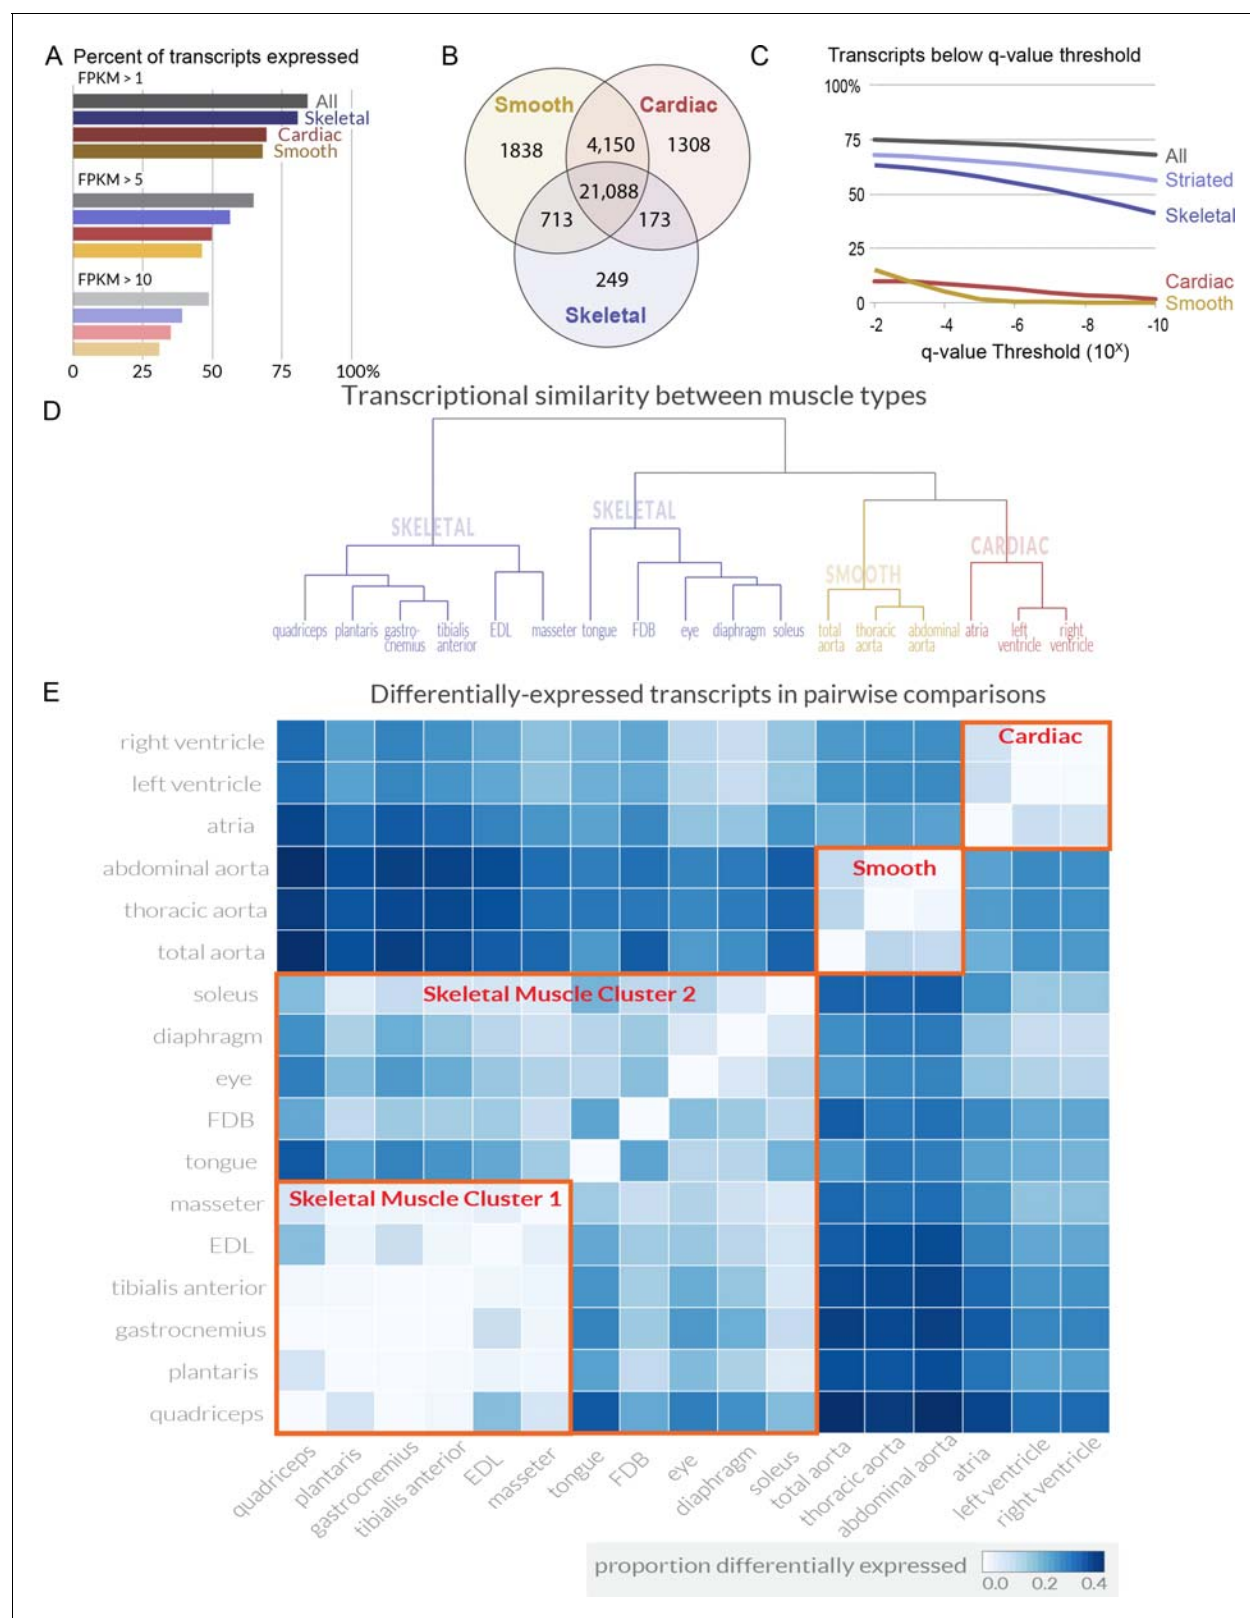 A Percent of transcripts expressed
FPKM > 1
All
Skeletal
Cardiac
Smooth
FPKM > 5
FPKM > 10
0 25 50 75 100%
B
Smooth Cardiac
1838 4,150 1308
21,088
713 173
249
Skeletal
C Transcripts below q-value threshold
100%
75
50
25
0
All
Striated
Skeletal
Cardiac
Smooth
-2 -4 -6 -8 -10
q-value Threshold (10^x)
D Transcriptional similarity between muscle types
SKELETAL SKELETAL
CARDIAC
SMOOTH
quadriceps plantaris gastro-cnemius tibialis anterior EDL masseter tongue FDB eye diaphragm soleus total aorta thoracic aorta abdominal aorta atria left ventricle right ventricle
E Differentially-expressed transcripts in pairwise comparisons
right ventricle Cardiac
left ventricle
atria
abdominal aorta Smooth
thoracic aorta
total aorta
soleus Skeletal Muscle Cluster 2
diaphragm
eye
FDB
tongue
masseter Skeletal Muscle Cluster 1
EDL
tibialis anterior
gastrocnemius
plantaris
quadriceps
quadriceps plantaris gastrocnemius tibialis anterior EDL masseter tongue FDB eye diaphragm soleus total aorta thoracic aorta abdominal aorta atria left ventricle right ventricle
proportion differentially expressed
0.0 0.2 0.4